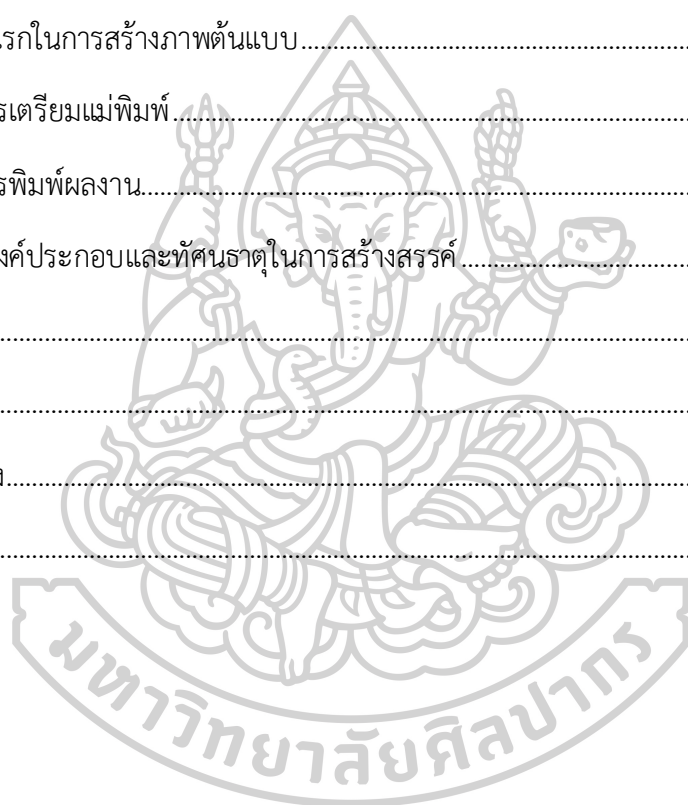 เรกในการสร้างภาพต้นแบบ................................................................
รเตรียมแม่พิมพ์................................................................
รพิมพ์ผลงาน................................................................
งค์ประกอบและทัศนธาตุในการสร้างสรรค์................................................................
................................................................
................................................................
................................................................
................................................................
มหาวิทยาลัยศิลปากร